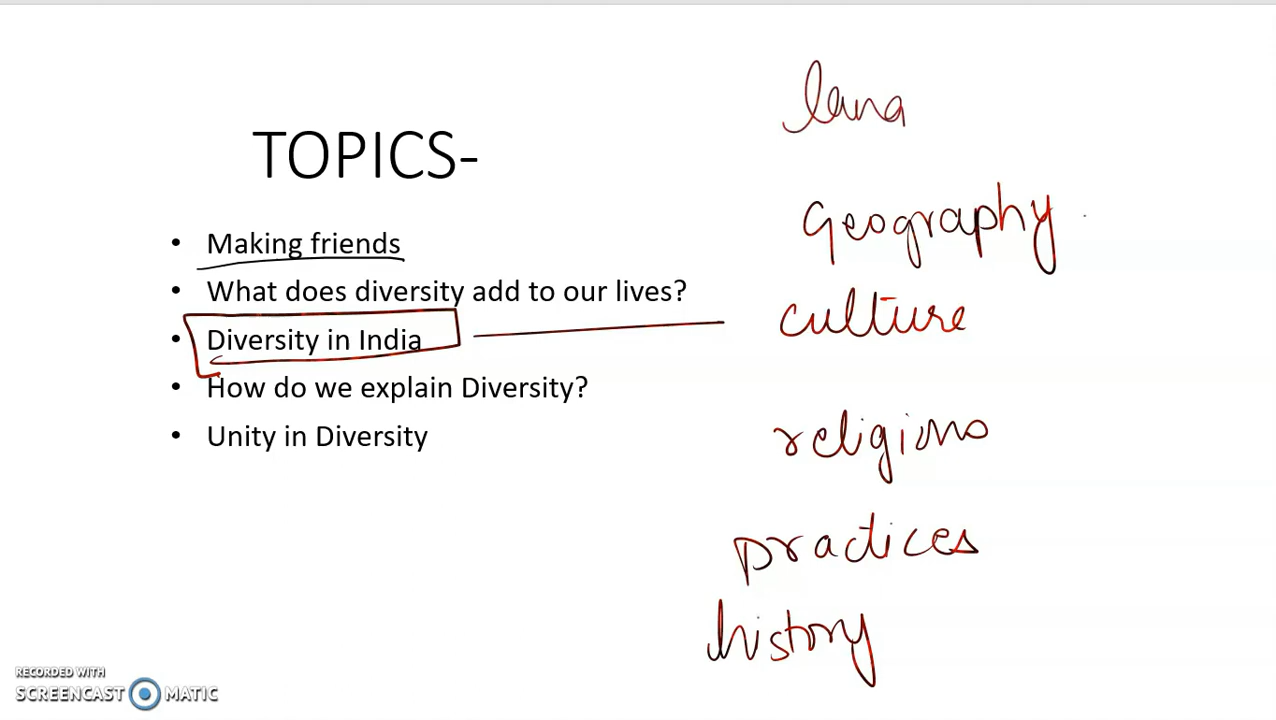 TOPICS-
• Making friends
• What does diversity add to our lives?
• Diversity in India
• How do we explain Diversity?
• Unity in Diversity
geography
culture
religions
practices
history
RECORDED WITH
SCREENCAST MATIC